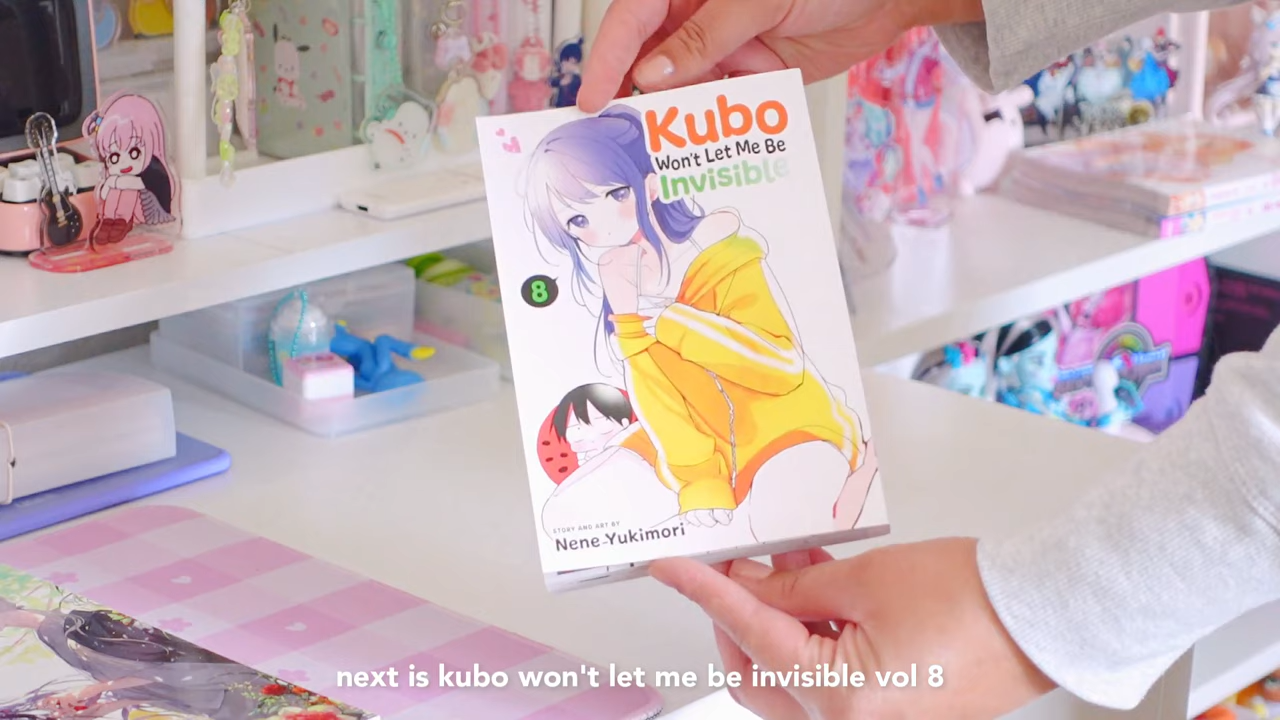 Kubo
Won't Let Me Be
Invisible
8
STORY AND ART BY
Nene Yukimori
next is kubo won't let me be invisible vol 8